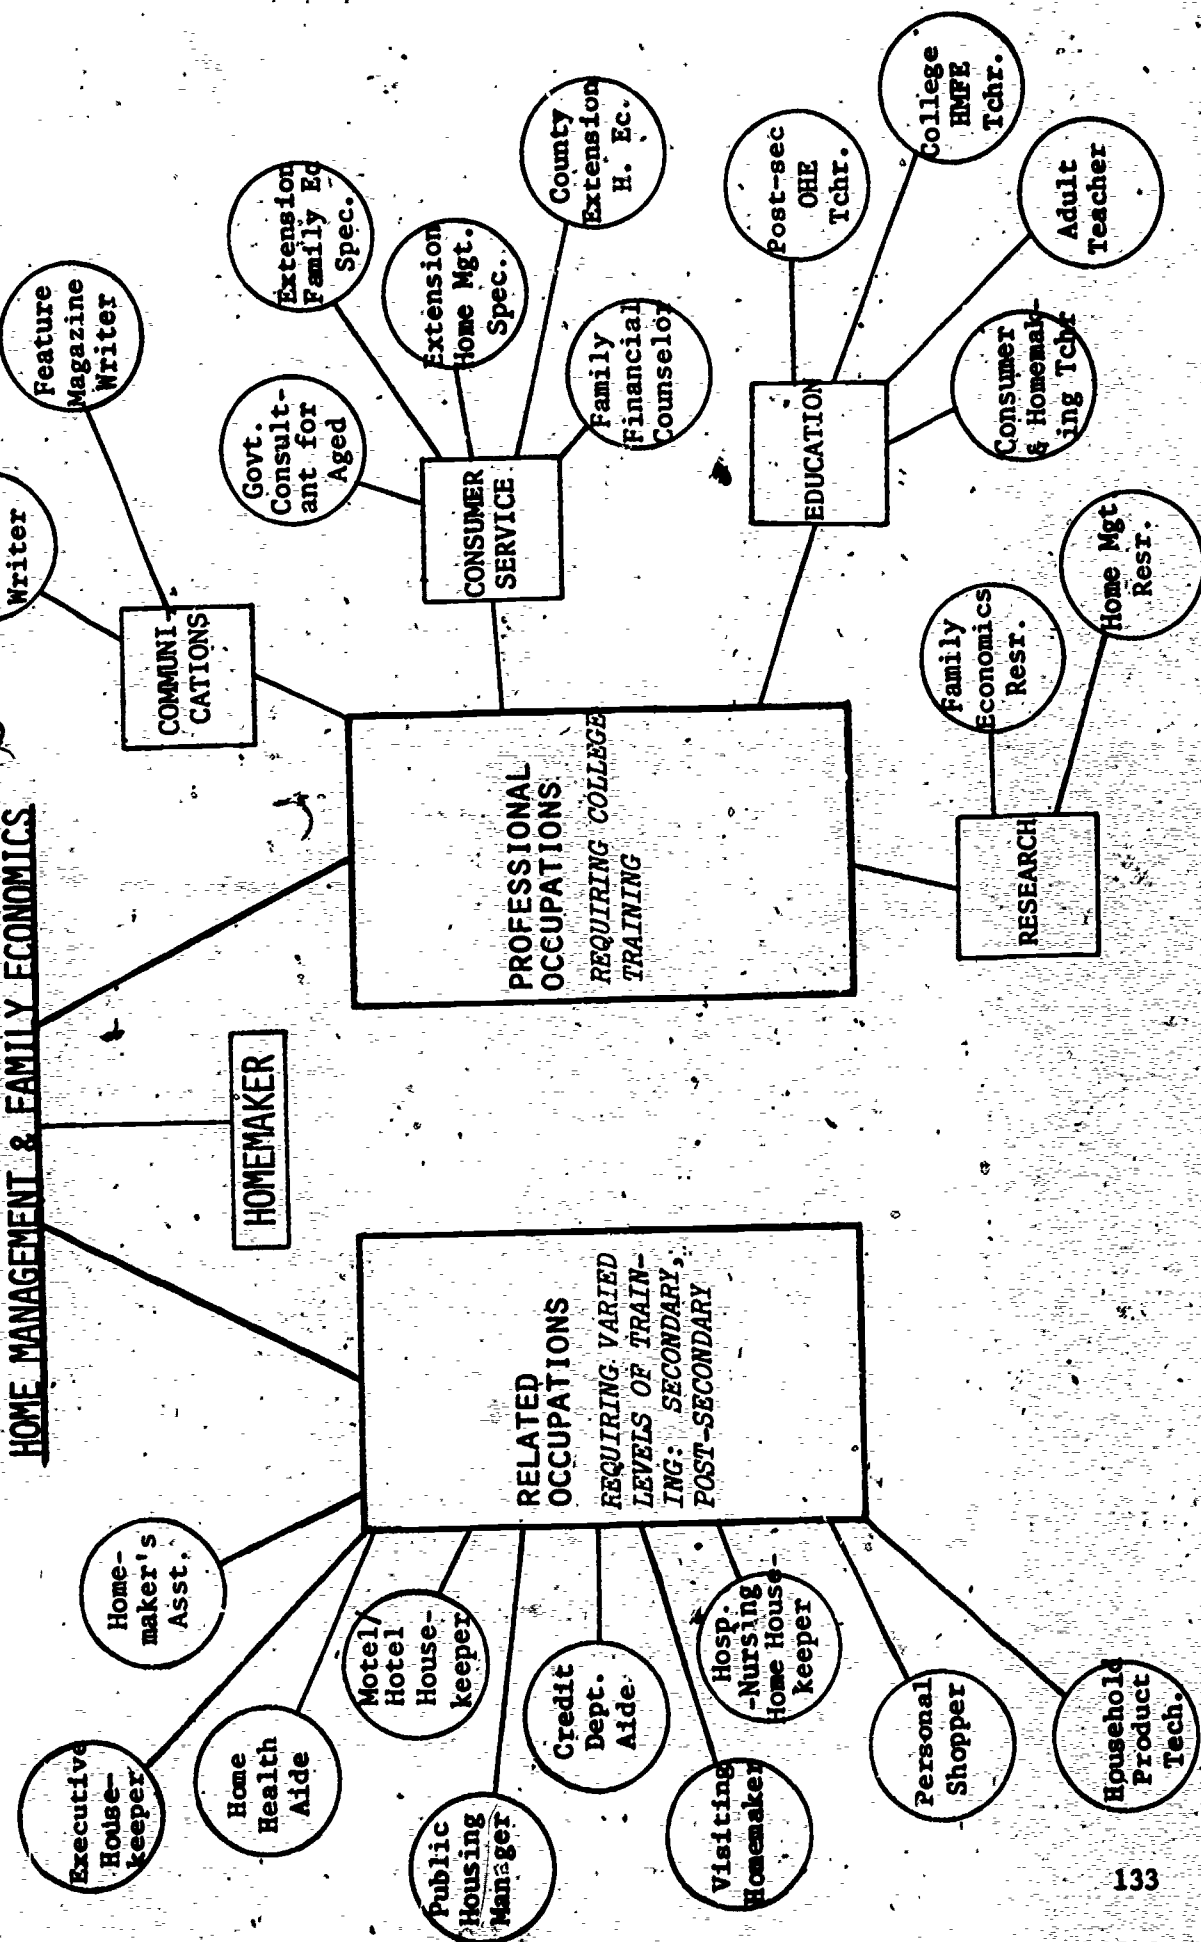 HOME MANAGEMENT & FAMILY ECONOMICS
HOMEMAKER
RELATED
OCCUPATIONS
REQUIRING VARIED
LEVELS OF TRAIN-
ING: SECONDARY,
POST-SECONDARY
Executive
House-
keeper
Home-
maker's
Asst.
Home
Health
Aide
Motel/
Hotel
House-
keeper
Public
Housing
Manager
Credit
Dept.
Aide
Visiting
Homemaker
Hosp.
-Nursing
Home House-
keeper
Personal
Shopper
Household
Product
Tech.
PROFESSIONAL
OCCUPATIONS
REQUIRING COLLEGE
TRAINING
COMMUNI-
CATIONS
Writer
Feature
Magazine
Writer
CONSUMER
SERVICE
Govt.
Consult-
ant for
Aged
Extension
Family Ec
Spec.
Extension
Home Mgt.
Spec.
County
Extension
H. Ec.
Family
Financial
Counselor
EDUCATION
Post-sec
OHE
Tchr.
College
HMFE
Tchr.
Adult
Teacher
Consumer
& Homemak-
ing Tchr
RESEARCH
Family
Economics
Resr.
Home Mgt
Resr.
133